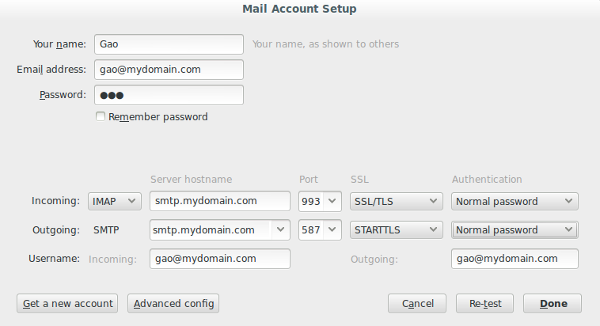 Mail Account Setup
Your name: Gao Your name, as shown to others
Email address: gao@mydomain.com
Password: ●●●
Remember password
Server hostname Port SSL Authentication
Incoming: IMAP smtp.mydomain.com 993 SSL/TLS Normal password
Outgoing: SMTP smtp.mydomain.com 587 STARTTLS Normal password
Username: Incoming: gao@mydomain.com Outgoing: gao@mydomain.com
Get a new account Advanced config Cancel Re-test Done